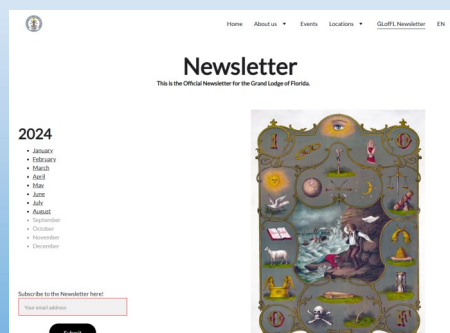 Home About us ▼ Events Locations ▼ GLofFL Newsletter EN
Newsletter
This is the Official Newsletter for the Grand Lodge of Florida.
2024
January
February
March
April
May
June
July
August
September
October
November
December
Subscribe to the Newsletter here!
Your email address
Submit